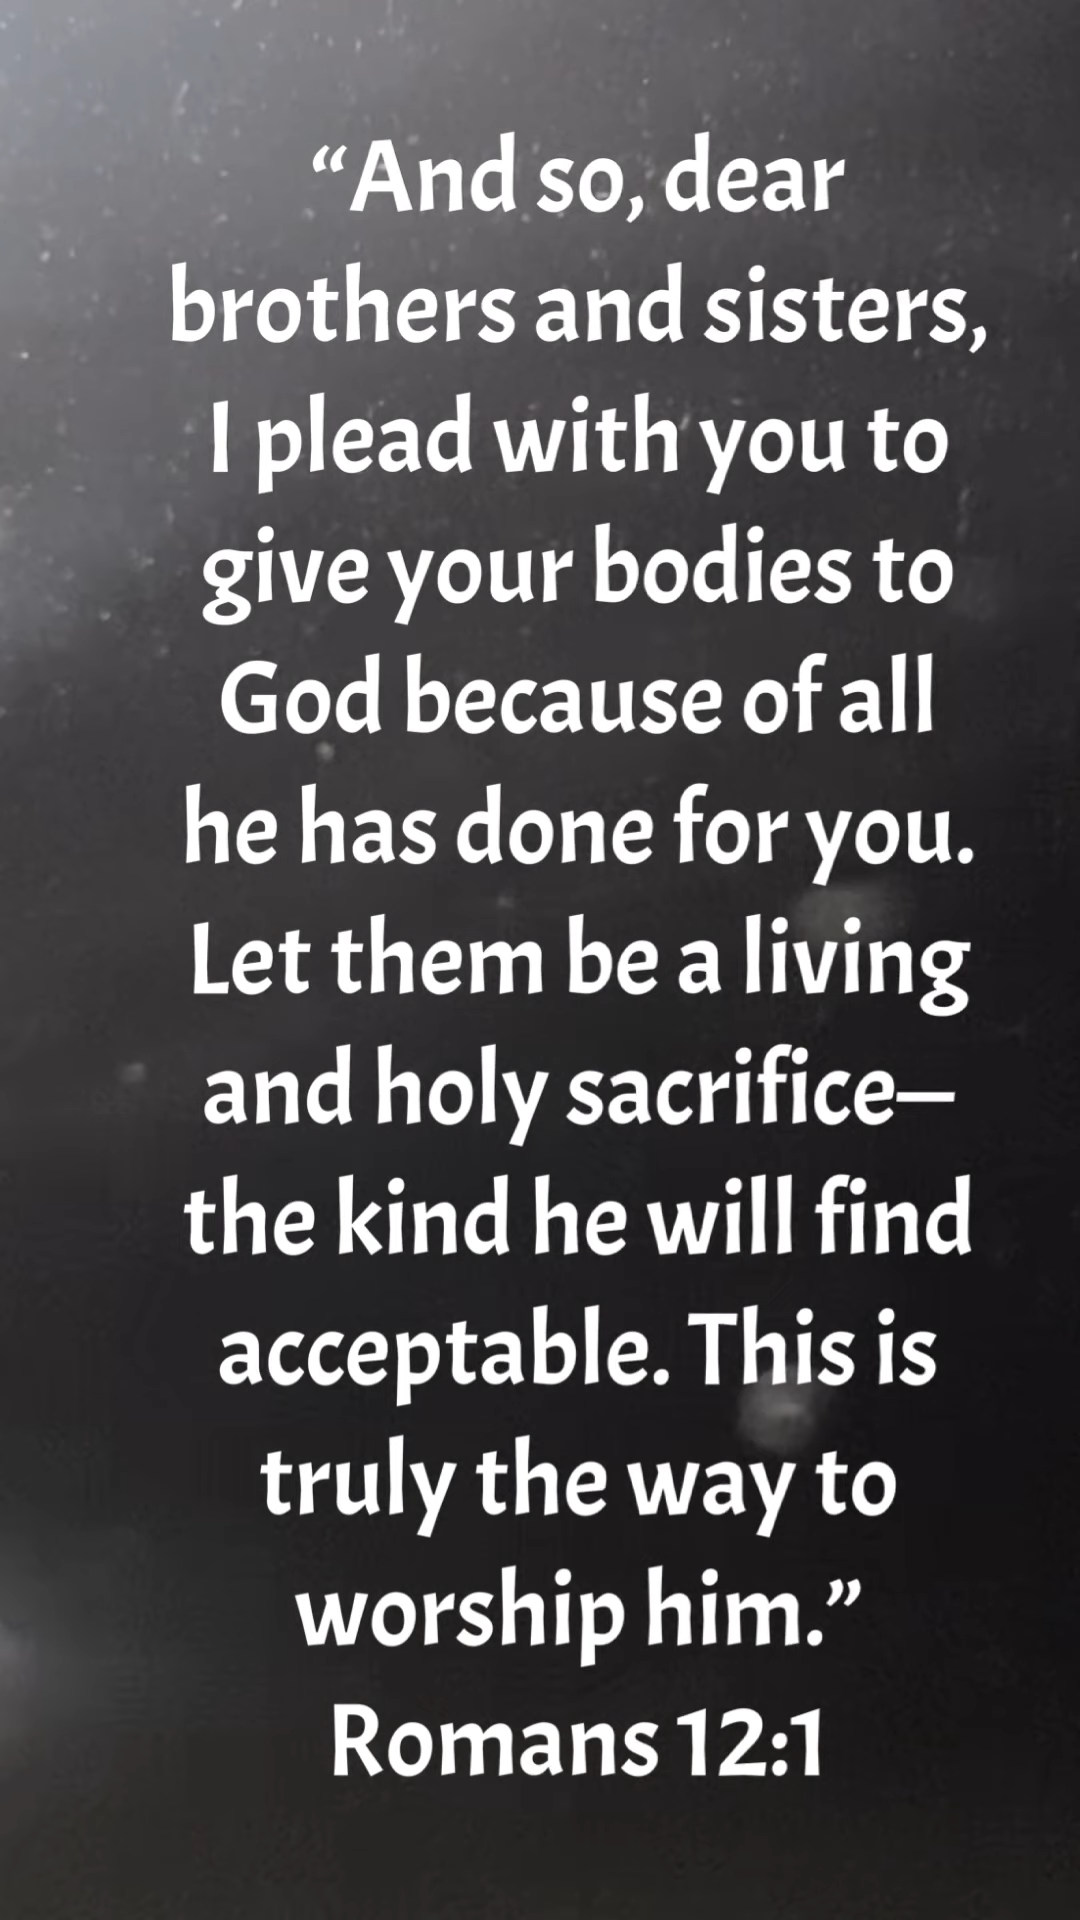 “And so, dear
brothers and sisters,
I plead with you to
give your bodies to
God because of all
he has done for you.
Let them be a living
and holy sacrifice—
the kind he will find
acceptable. This is
truly the way to
worship him.”
Romans 12:1